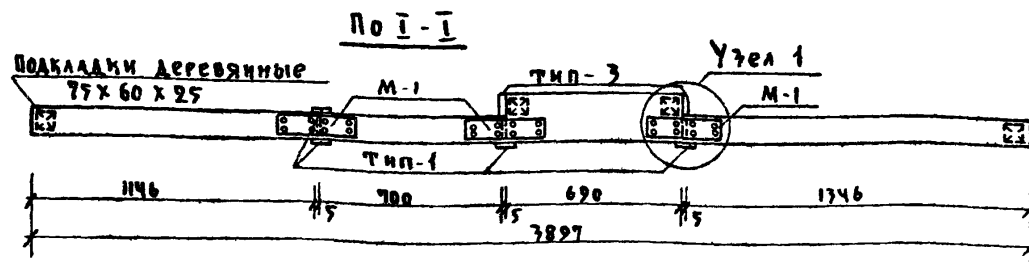 По I-I
Подкладки деревянные
75 х 60 х 25
М-1
тип-3
Узел 1
М-1
тип-1
1146
5
700
5
690
5
1346
3897